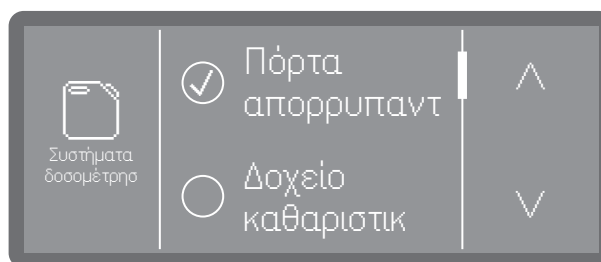 Συστήματα
δοσομέτρησ
Πόρτα
απορρυπαντ
Δοχείο
καθαριστικ